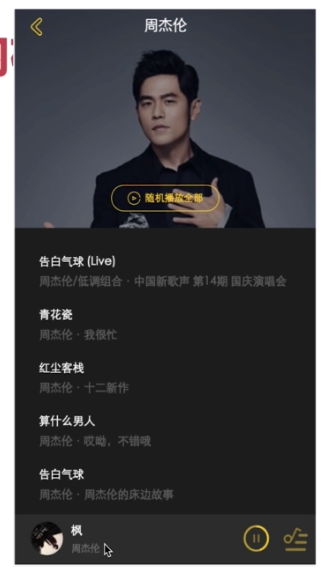 周杰伦
随机播放全部
告白气球 (Live)
周杰伦/低调组合 · 中国新歌声 第14期 国庆演唱会
青花瓷
周杰伦 · 我很忙
红尘客栈
周杰伦 · 十二新作
算什么男人
周杰伦 · 哎呦，不错哦
告白气球
周杰伦 · 周杰伦的床边故事
枫
周杰伦